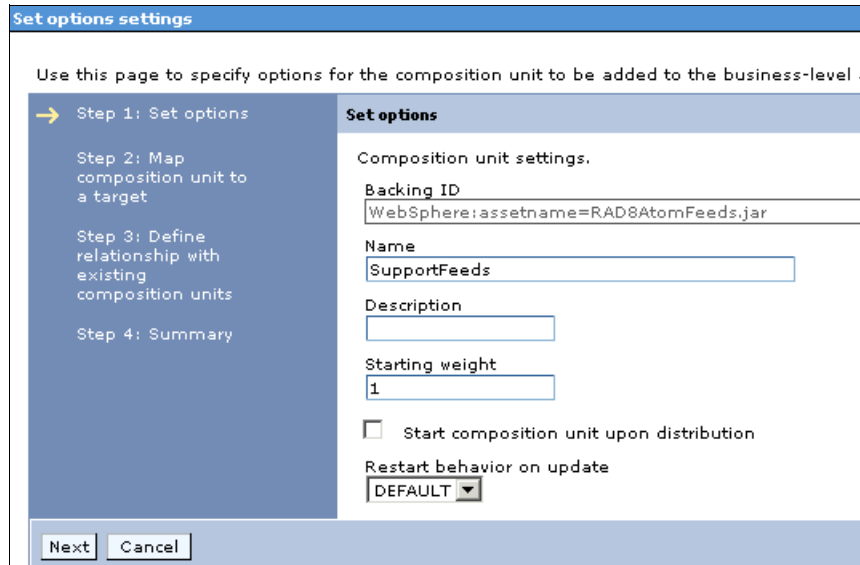 Set options settings
Use this page to specify options for the composition unit to be added to the business-level
Step 1: Set options
Step 2: Map
composition unit to
a target
Step 3: Define
relationship with
existing
composition units
Step 4: Summary
Set options
Composition unit settings.
Backing ID
WebSphere:assetname=RAD8AtomFeeds.jar
Name
SupportFeeds
Description
Starting weight
1
Start composition unit upon distribution
Restart behavior on update
DEFAULT
Next Cancel